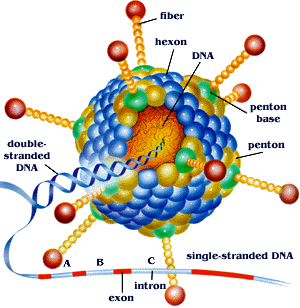 fiber
hexon
DNA
penton
base
penton
double-
stranded
DNA
single-stranded DNA
A
B
C
exon
intron